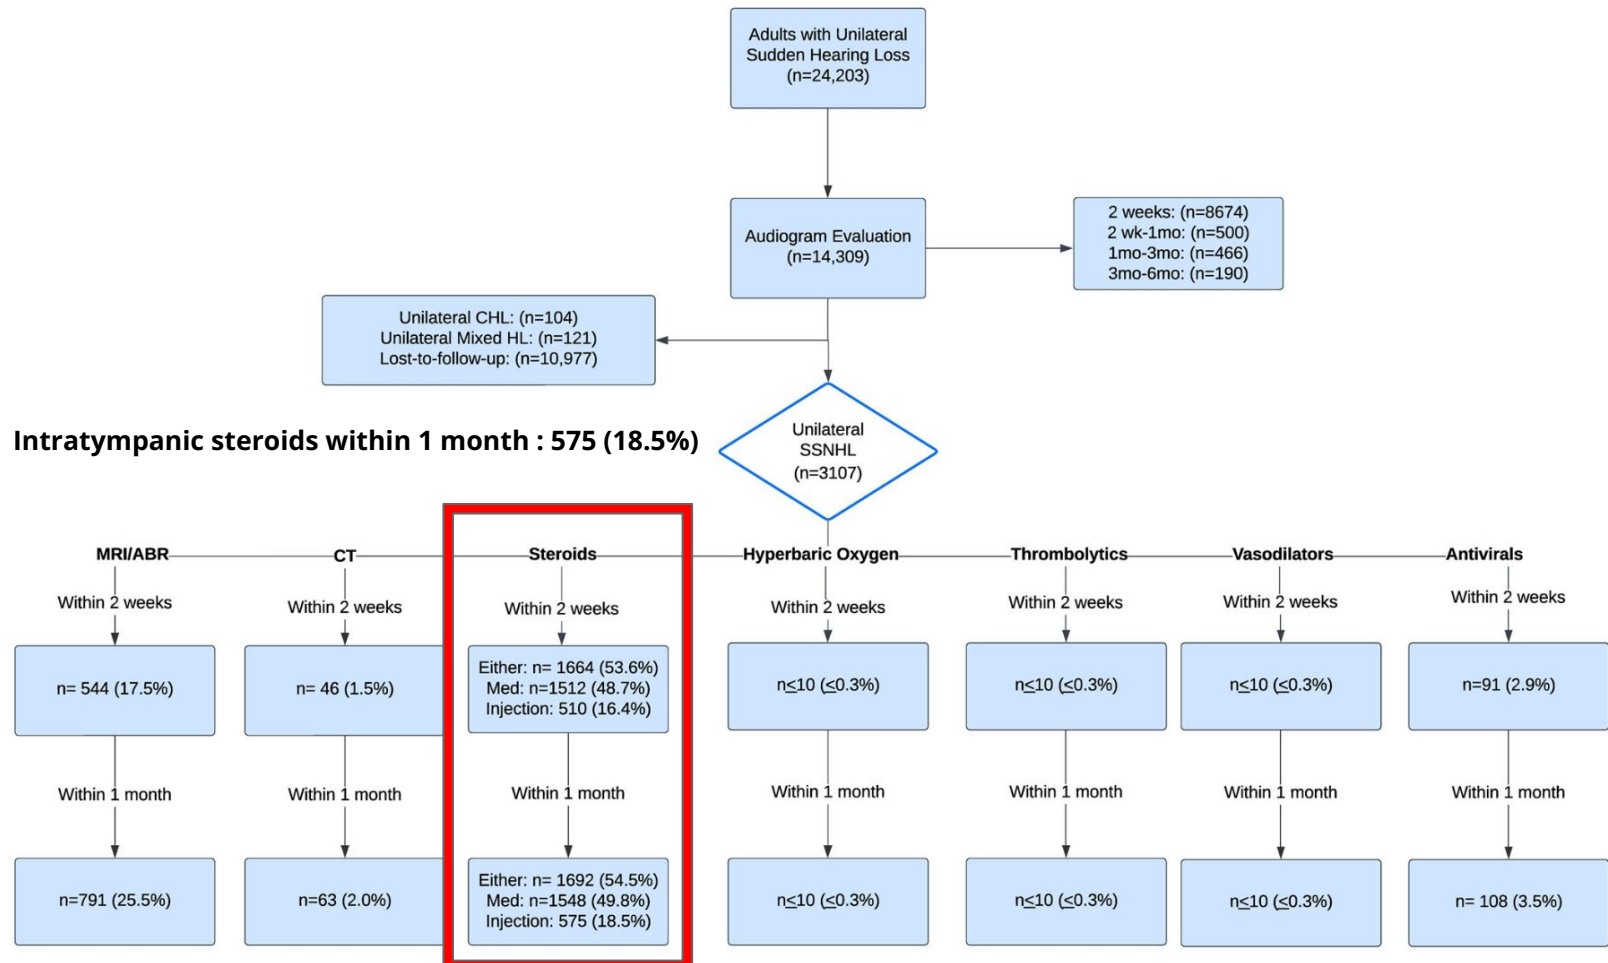 Adults with Unilateral
Sudden Hearing Loss
(n=24,203)
Audiogram Evaluation
(n=14,309)
2 weeks: (n=8674)
2 wk-1mo: (n=500)
1mo-3mo: (n=466)
3mo-6mo: (n=190)
Unilateral CHL: (n=104)
Unilateral Mixed HL: (n=121)
Lost-to-follow-up: (n=10,977)
Intratympanic steroids within 1 month : 575 (18.5%)
Unilateral
SSNHL
(n=3107)
MRI/ABR
CT
Steroids
Hyperbaric Oxygen
Thrombolytics
Vasodilators
Antivirals
Within 2 weeks
Within 2 weeks
Within 2 weeks
Within 2 weeks
Within 2 weeks
Within 2 weeks
Within 2 weeks
n= 544 (17.5%)
n= 46 (1.5%)
Either: n= 1664 (53.6%)
Med: n=1512 (48.7%)
Injection: 510 (16.4%)
n≤10 (≤0.3%)
n≤10 (≤0.3%)
n≤10 (≤0.3%)
n=91 (2.9%)
Within 1 month
Within 1 month
Within 1 month
Within 1 month
Within 1 month
Within 1 month
Within 1 month
n=791 (25.5%)
n=63 (2.0%)
Either: n= 1692 (54.5%)
Med: n=1548 (49.8%)
Injection: 575 (18.5%)
n≤10 (≤0.3%)
n≤10 (≤0.3%)
n≤10 (≤0.3%)
n= 108 (3.5%)